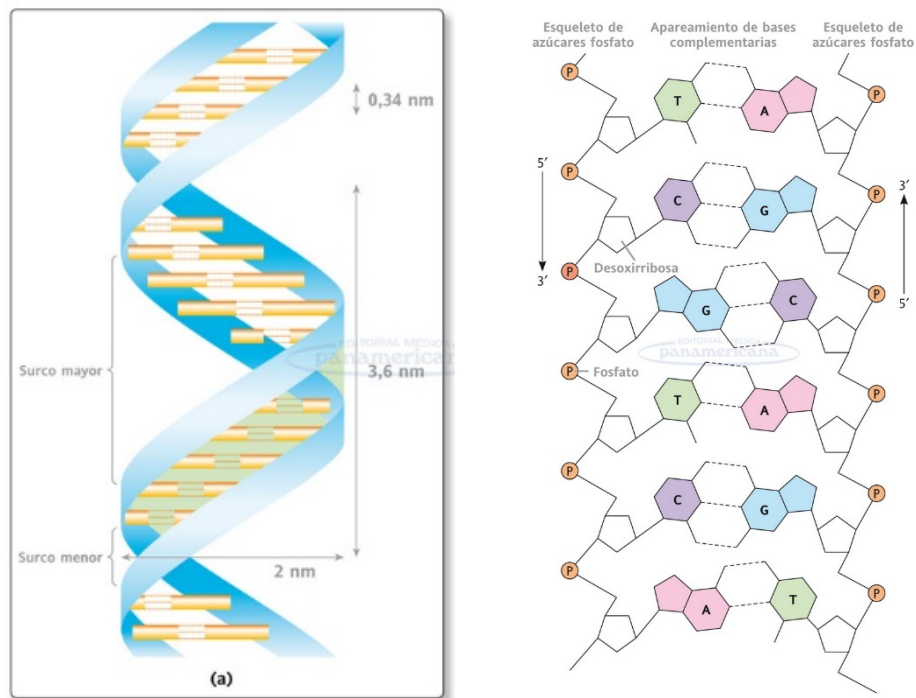 0,34 nm
Surco mayor
3,6 nm
Surco menor
2 nm
(a)
EDITORIAL MEDICA
panamericana
Esqueleto de
azúcares fosfato
Apareamiento de bases
complementarias
Esqueleto de
azúcares fosfato
P
P
T
A
5′
P
P
3′
C
G
Desoxirribosa
3′
P
P
5′
G
C
EDITORIAL MEDICA
panamericana
P
Fosfato
P
T
A
P
P
C
G
P
P
A
T